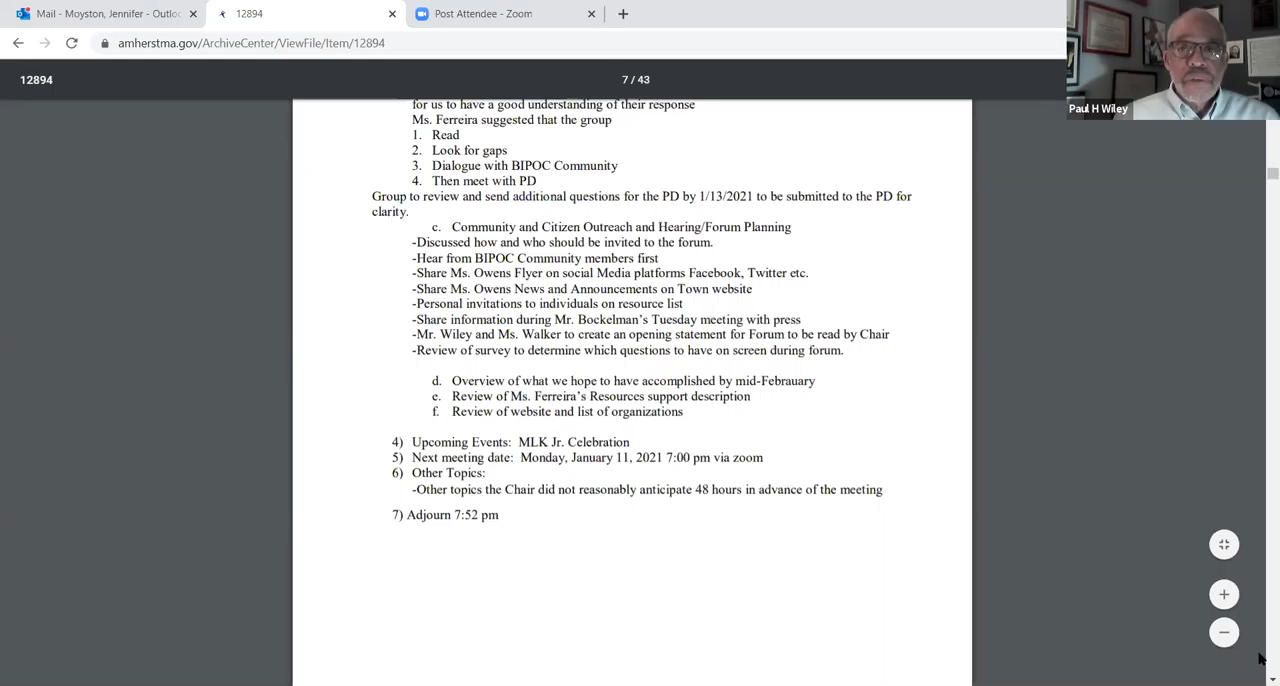 Mail - Moyston, Jennifer - Outloo
12894
Post Attendee - Zoom
amherstma.gov/ArchiveCenter/ViewFile/Item/12894
12894
7 / 43
Paul H Wiley
for us to have a good understanding of their response
Ms. Ferreira suggested that the group
1. Read
2. Look for gaps
3. Dialogue with BIPOC Community
4. Then meet with PD
Group to review and send additional questions for the PD by 1/13/2021 to be submitted to the PD for
clarity.
c. Community and Citizen Outreach and Hearing/Forum Planning
-Discussed how and who should be invited to the forum.
-Hear from BIPOC Community members first
-Share Ms. Owens Flyer on social Media platforms Facebook, Twitter etc.
-Share Ms. Owens News and Announcements on Town website
-Personal invitations to individuals on resource list
-Share information during Mr. Bockelman's Tuesday meeting with press
-Mr. Wiley and Ms. Walker to create an opening statement for Forum to be read by Chair
-Review of survey to determine which questions to have on screen during forum.
d. Overview of what we hope to have accomplished by mid-Febrauary
e. Review of Ms. Ferreira's Resources support description
f. Review of website and list of organizations
4) Upcoming Events: MLK Jr. Celebration
5) Next meeting date: Monday, January 11, 2021 7:00 pm via zoom
6) Other Topics:
-Other topics the Chair did not reasonably anticipate 48 hours in advance of the meeting
7) Adjourn 7:52 pm